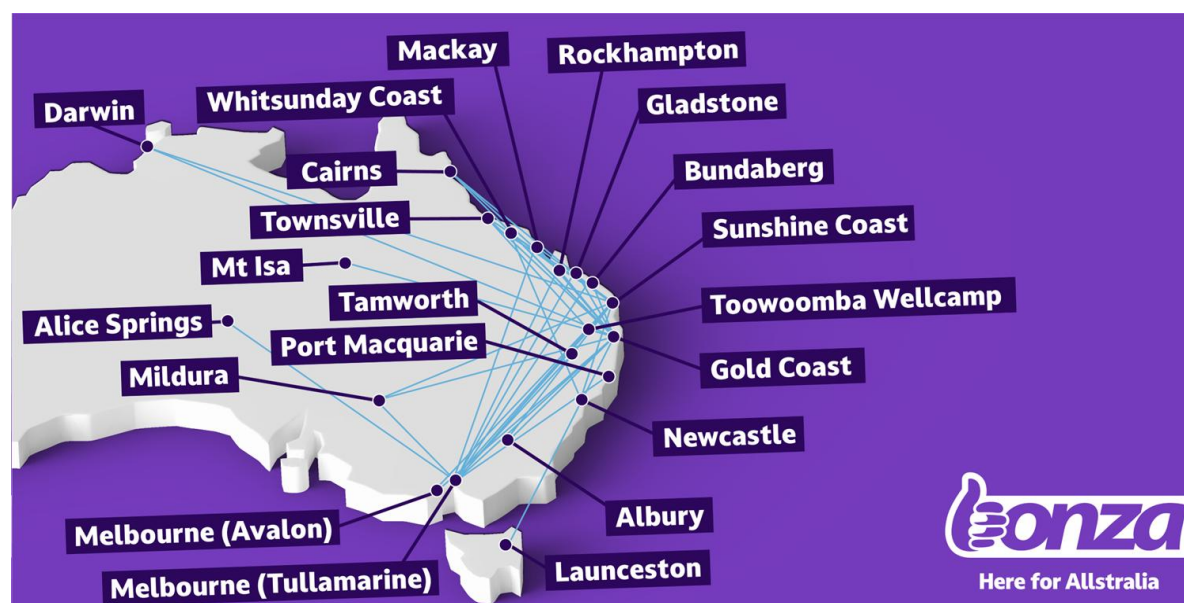 Mackay
Rockhampton
Whitsunday Coast
Gladstone
Darwin
Cairns
Bundaberg
Townsville
Sunshine Coast
Mt Isa
Tamworth
Toowoomba Wellcamp
Alice Springs
Port Macquarie
Gold Coast
Mildura
Newcastle
Albury
Melbourne (Avalon)
Launceston
Melbourne (Tullamarine)
bonza
Here for Allstralia